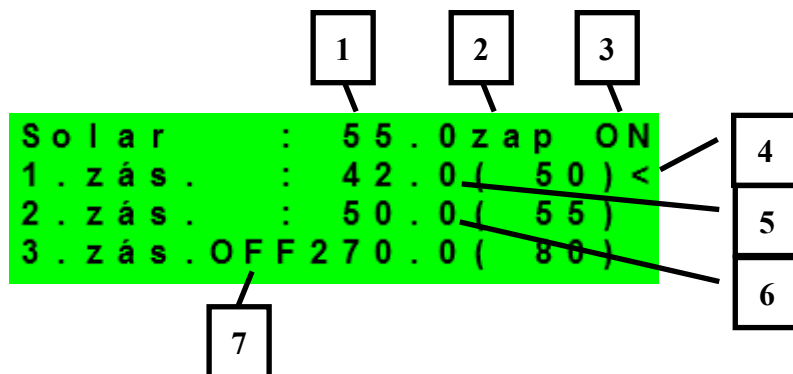 1 2 3
Solar : 55.0zap ON
1.zás. : 42.0( 50)<
2.zás. : 50.0( 55)
3.zás.OFF270.0( 80)
4
5
6
7